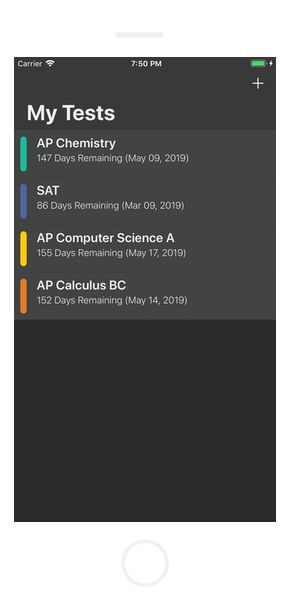 Carrier 7:50 PM
+
My Tests
AP Chemistry
147 Days Remaining (May 09, 2019)
SAT
86 Days Remaining (Mar 09, 2019)
AP Computer Science A
155 Days Remaining (May 17, 2019)
AP Calculus BC
152 Days Remaining (May 14, 2019)